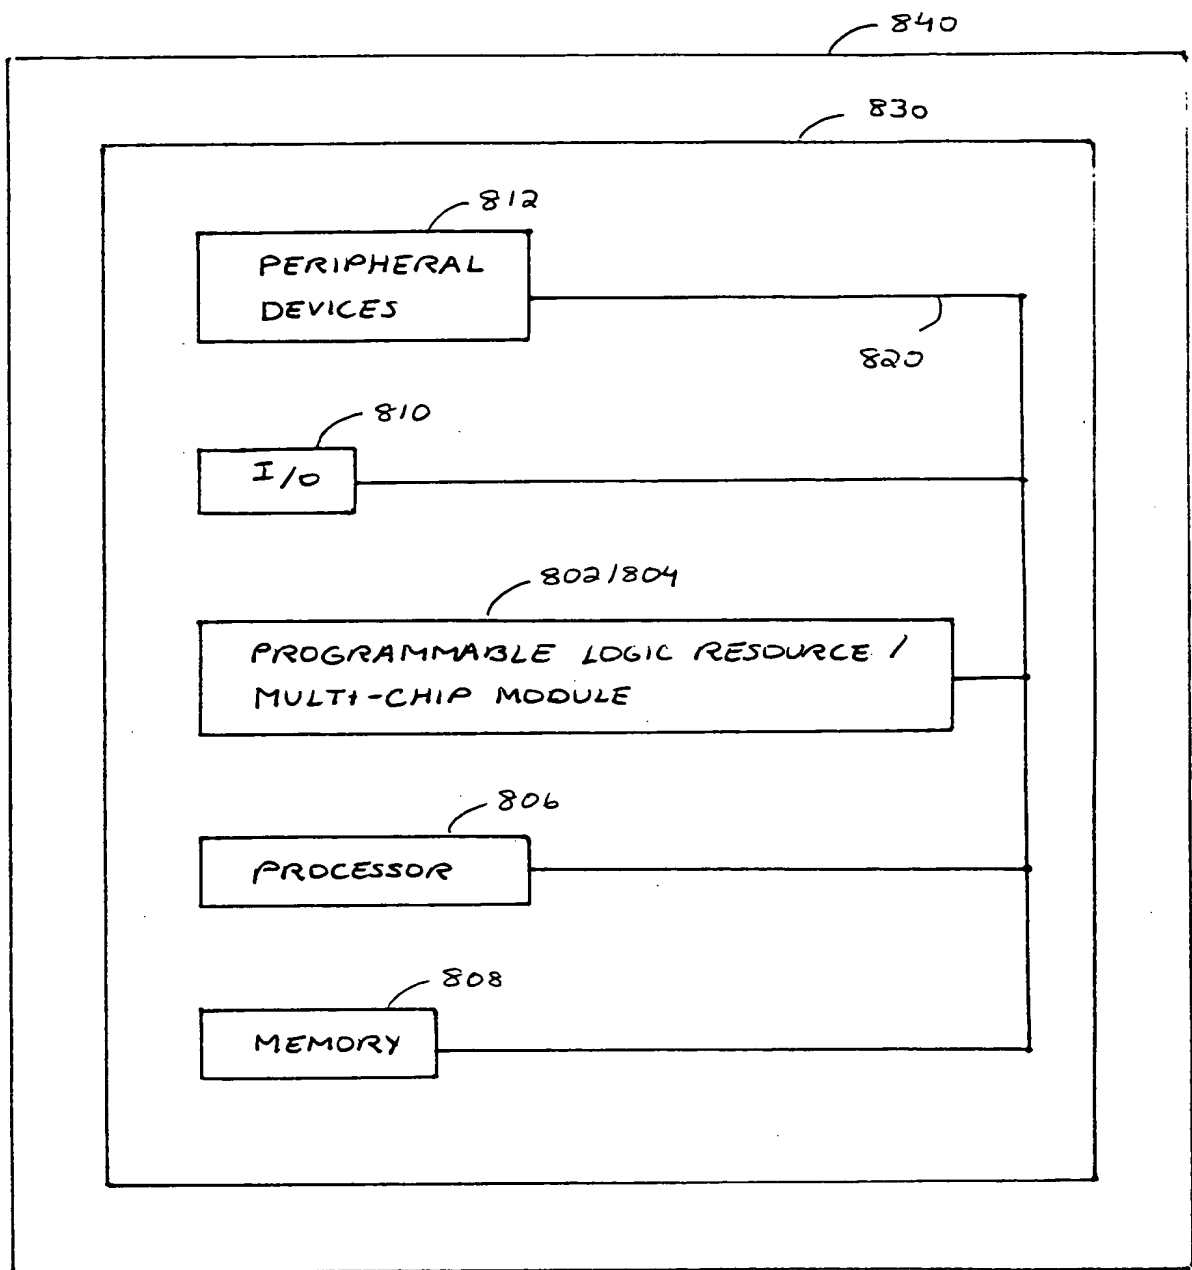 840
830
812
PERIPHERAL
DEVICES
820
810
I/O
802/804
PROGRAMMABLE LOGIC RESOURCE /
MULTI-CHIP MODULE
806
PROCESSOR
808
MEMORY